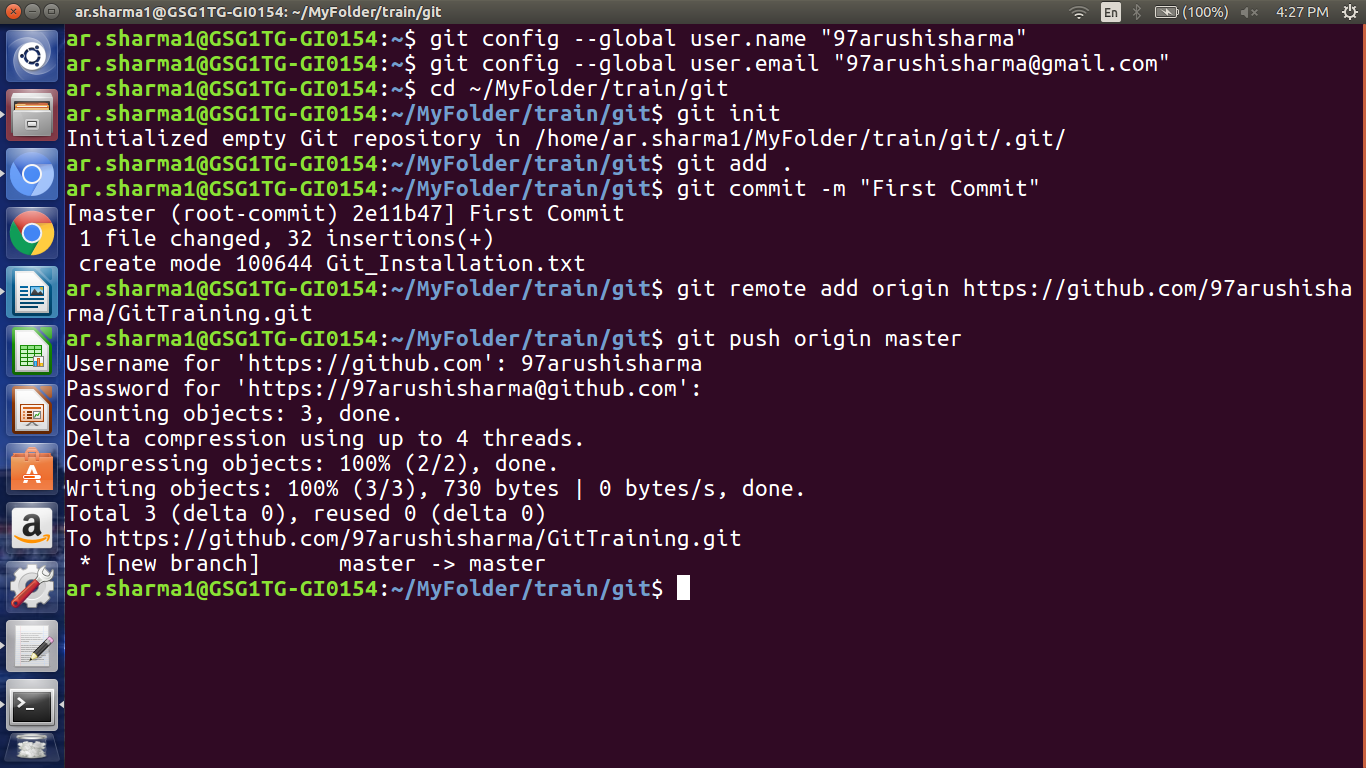 ar.sharma1@GSG1TG-GI0154: ~/MyFolder/train/git
En (100%) 4:27 PM
ar.sharma1@GSG1TG-GI0154:~$ git config --global user.name "97arushisharma"
ar.sharma1@GSG1TG-GI0154:~$ git config --global user.email "97arushisharma@gmail.com"
ar.sharma1@GSG1TG-GI0154:~$ cd ~/MyFolder/train/git
ar.sharma1@GSG1TG-GI0154:~/MyFolder/train/git$ git init
Initialized empty Git repository in /home/ar.sharma1/MyFolder/train/git/.git/
ar.sharma1@GSG1TG-GI0154:~/MyFolder/train/git$ git add .
ar.sharma1@GSG1TG-GI0154:~/MyFolder/train/git$ git commit -m "First Commit"
[master (root-commit) 2e11b47] First Commit
 1 file changed, 32 insertions(+)
 create mode 100644 Git_Installation.txt
ar.sharma1@GSG1TG-GI0154:~/MyFolder/train/git$ git remote add origin https://github.com/97arushisha
rma/GitTraining.git
ar.sharma1@GSG1TG-GI0154:~/MyFolder/train/git$ git push origin master
Username for 'https://github.com': 97arushisharma
Password for 'https://97arushisharma@github.com':
Counting objects: 3, done.
Delta compression using up to 4 threads.
Compressing objects: 100% (2/2), done.
Writing objects: 100% (3/3), 730 bytes | 0 bytes/s, done.
Total 3 (delta 0), reused 0 (delta 0)
To https://github.com/97arushisharma/GitTraining.git
 * [new branch]      master -> master
ar.sharma1@GSG1TG-GI0154:~/MyFolder/train/git$